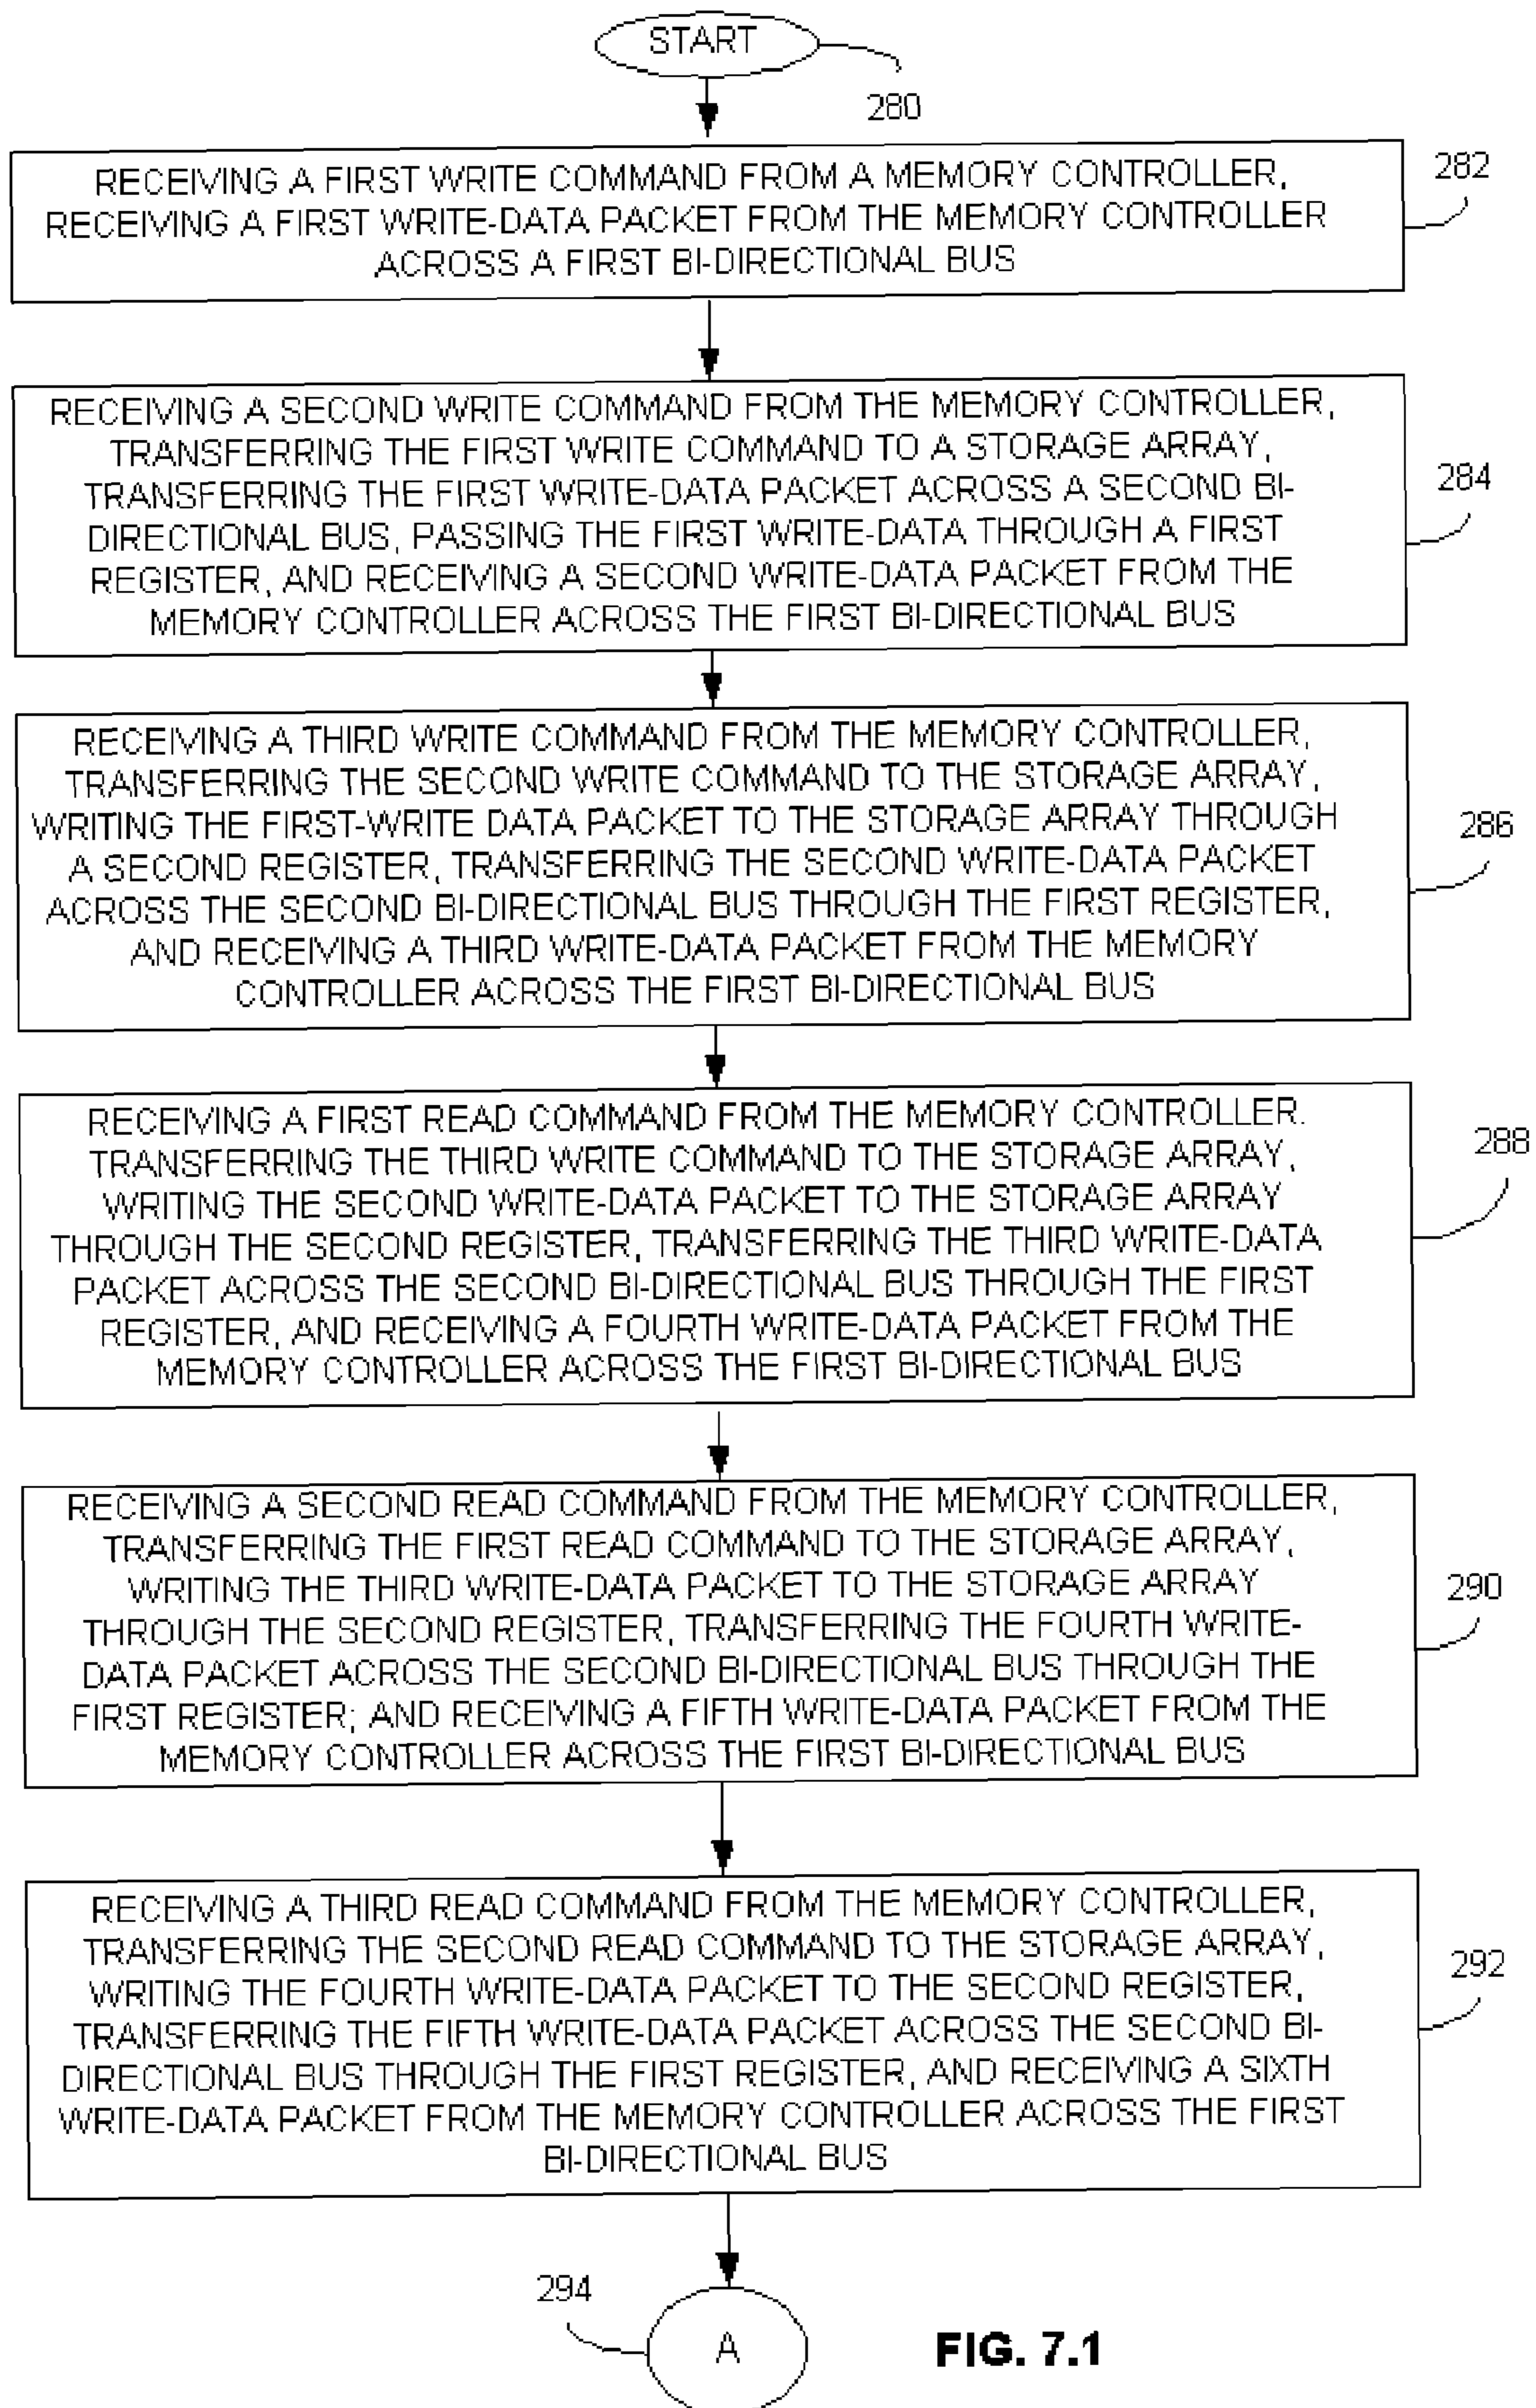 START
280
RECEIVING A FIRST WRITE COMMAND FROM A MEMORY CONTROLLER,
RECEIVING A FIRST WRITE-DATA PACKET FROM THE MEMORY CONTROLLER
ACROSS A FIRST BI-DIRECTIONAL BUS
282
RECEIVING A SECOND WRITE COMMAND FROM THE MEMORY CONTROLLER,
TRANSFERRING THE FIRST WRITE COMMAND TO A STORAGE ARRAY,
TRANSFERRING THE FIRST WRITE-DATA PACKET ACROSS A SECOND BI-
DIRECTIONAL BUS, PASSING THE FIRST WRITE-DATA THROUGH A FIRST
REGISTER, AND RECEIVING A SECOND WRITE-DATA PACKET FROM THE
MEMORY CONTROLLER ACROSS THE FIRST BI-DIRECTIONAL BUS
284
RECEIVING A THIRD WRITE COMMAND FROM THE MEMORY CONTROLLER,
TRANSFERRING THE SECOND WRITE COMMAND TO THE STORAGE ARRAY,
WRITING THE FIRST-WRITE DATA PACKET TO THE STORAGE ARRAY THROUGH
A SECOND REGISTER, TRANSFERRING THE SECOND WRITE-DATA PACKET
ACROSS THE SECOND BI-DIRECTIONAL BUS THROUGH THE FIRST REGISTER,
AND RECEIVING A THIRD WRITE-DATA PACKET FROM THE MEMORY
CONTROLLER ACROSS THE FIRST BI-DIRECTIONAL BUS
286
RECEIVING A FIRST READ COMMAND FROM THE MEMORY CONTROLLER.
TRANSFERRING THE THIRD WRITE COMMAND TO THE STORAGE ARRAY,
WRITING THE SECOND WRITE-DATA PACKET TO THE STORAGE ARRAY
THROUGH THE SECOND REGISTER, TRANSFERRING THE THIRD WRITE-DATA
PACKET ACROSS THE SECOND BI-DIRECTIONAL BUS THROUGH THE FIRST
REGISTER, AND RECEIVING A FOURTH WRITE-DATA PACKET FROM THE
MEMORY CONTROLLER ACROSS THE FIRST BI-DIRECTIONAL BUS
288
RECEIVING A SECOND READ COMMAND FROM THE MEMORY CONTROLLER,
TRANSFERRING THE FIRST READ COMMAND TO THE STORAGE ARRAY,
WRITING THE THIRD WRITE-DATA PACKET TO THE STORAGE ARRAY
THROUGH THE SECOND REGISTER, TRANSFERRING THE FOURTH WRITE-
DATA PACKET ACROSS THE SECOND BI-DIRECTIONAL BUS THROUGH THE
FIRST REGISTER; AND RECEIVING A FIFTH WRITE-DATA PACKET FROM THE
MEMORY CONTROLLER ACROSS THE FIRST BI-DIRECTIONAL BUS
290
RECEIVING A THIRD READ COMMAND FROM THE MEMORY CONTROLLER,
TRANSFERRING THE SECOND READ COMMAND TO THE STORAGE ARRAY,
WRITING THE FOURTH WRITE-DATA PACKET TO THE SECOND REGISTER,
TRANSFERRING THE FIFTH WRITE-DATA PACKET ACROSS THE SECOND BI-
DIRECTIONAL BUS THROUGH THE FIRST REGISTER, AND RECEIVING A SIXTH
WRITE-DATA PACKET FROM THE MEMORY CONTROLLER ACROSS THE FIRST
BI-DIRECTIONAL BUS
292
294
A
FIG. 7.1